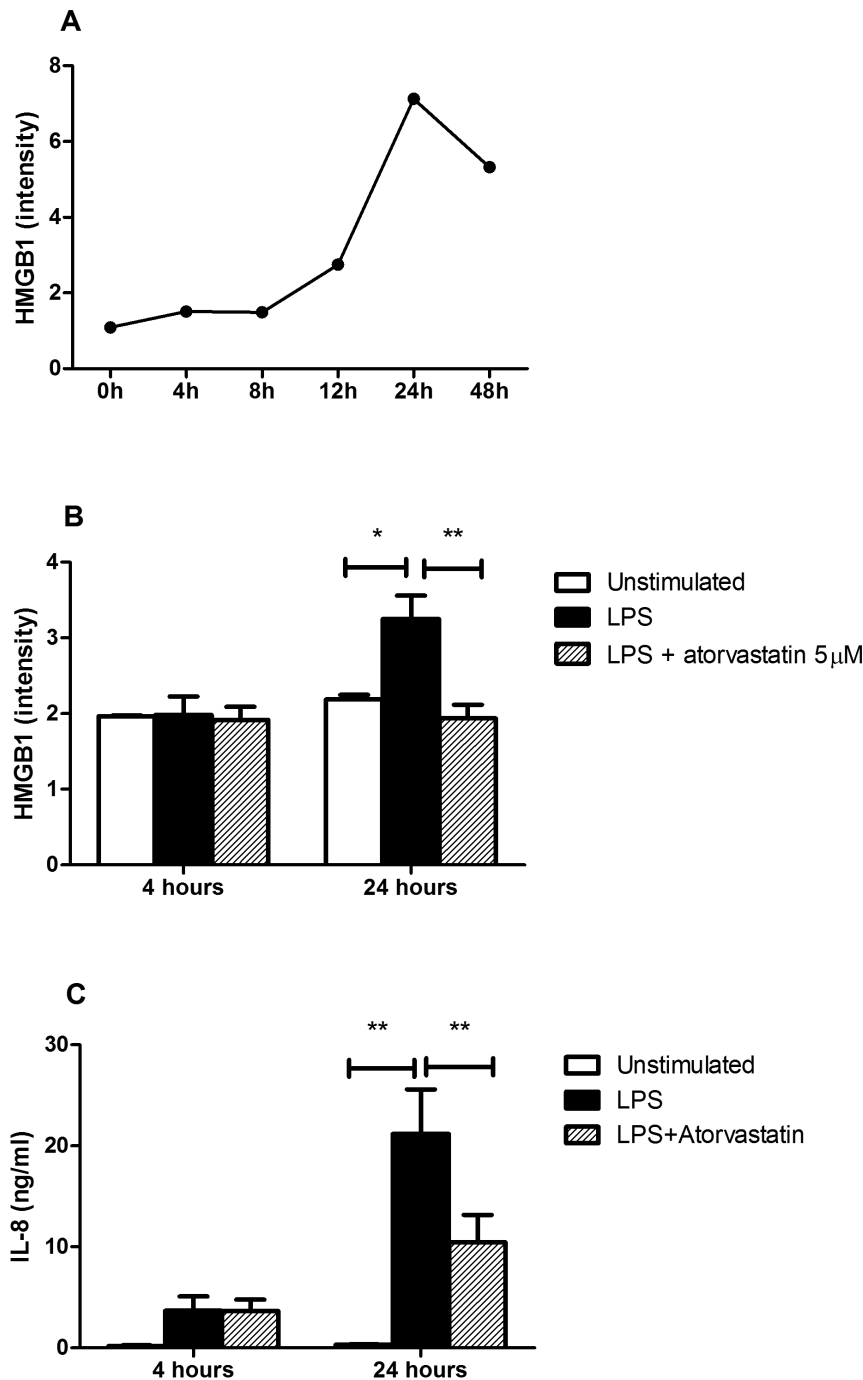 A
HMGB1 (intensity)
8
6
4
2
0
0h 4h 8h 12h 24h 48h
B
* **
HMGB1 (intensity)
4
3
2
1
0
4 hours 24 hours
Unstimulated
LPS
LPS + atorvastatin 5µM
C
** **
IL-8 (ng/ml)
30
20
10
0
4 hours 24 hours
Unstimulated
LPS
LPS+Atorvastatin